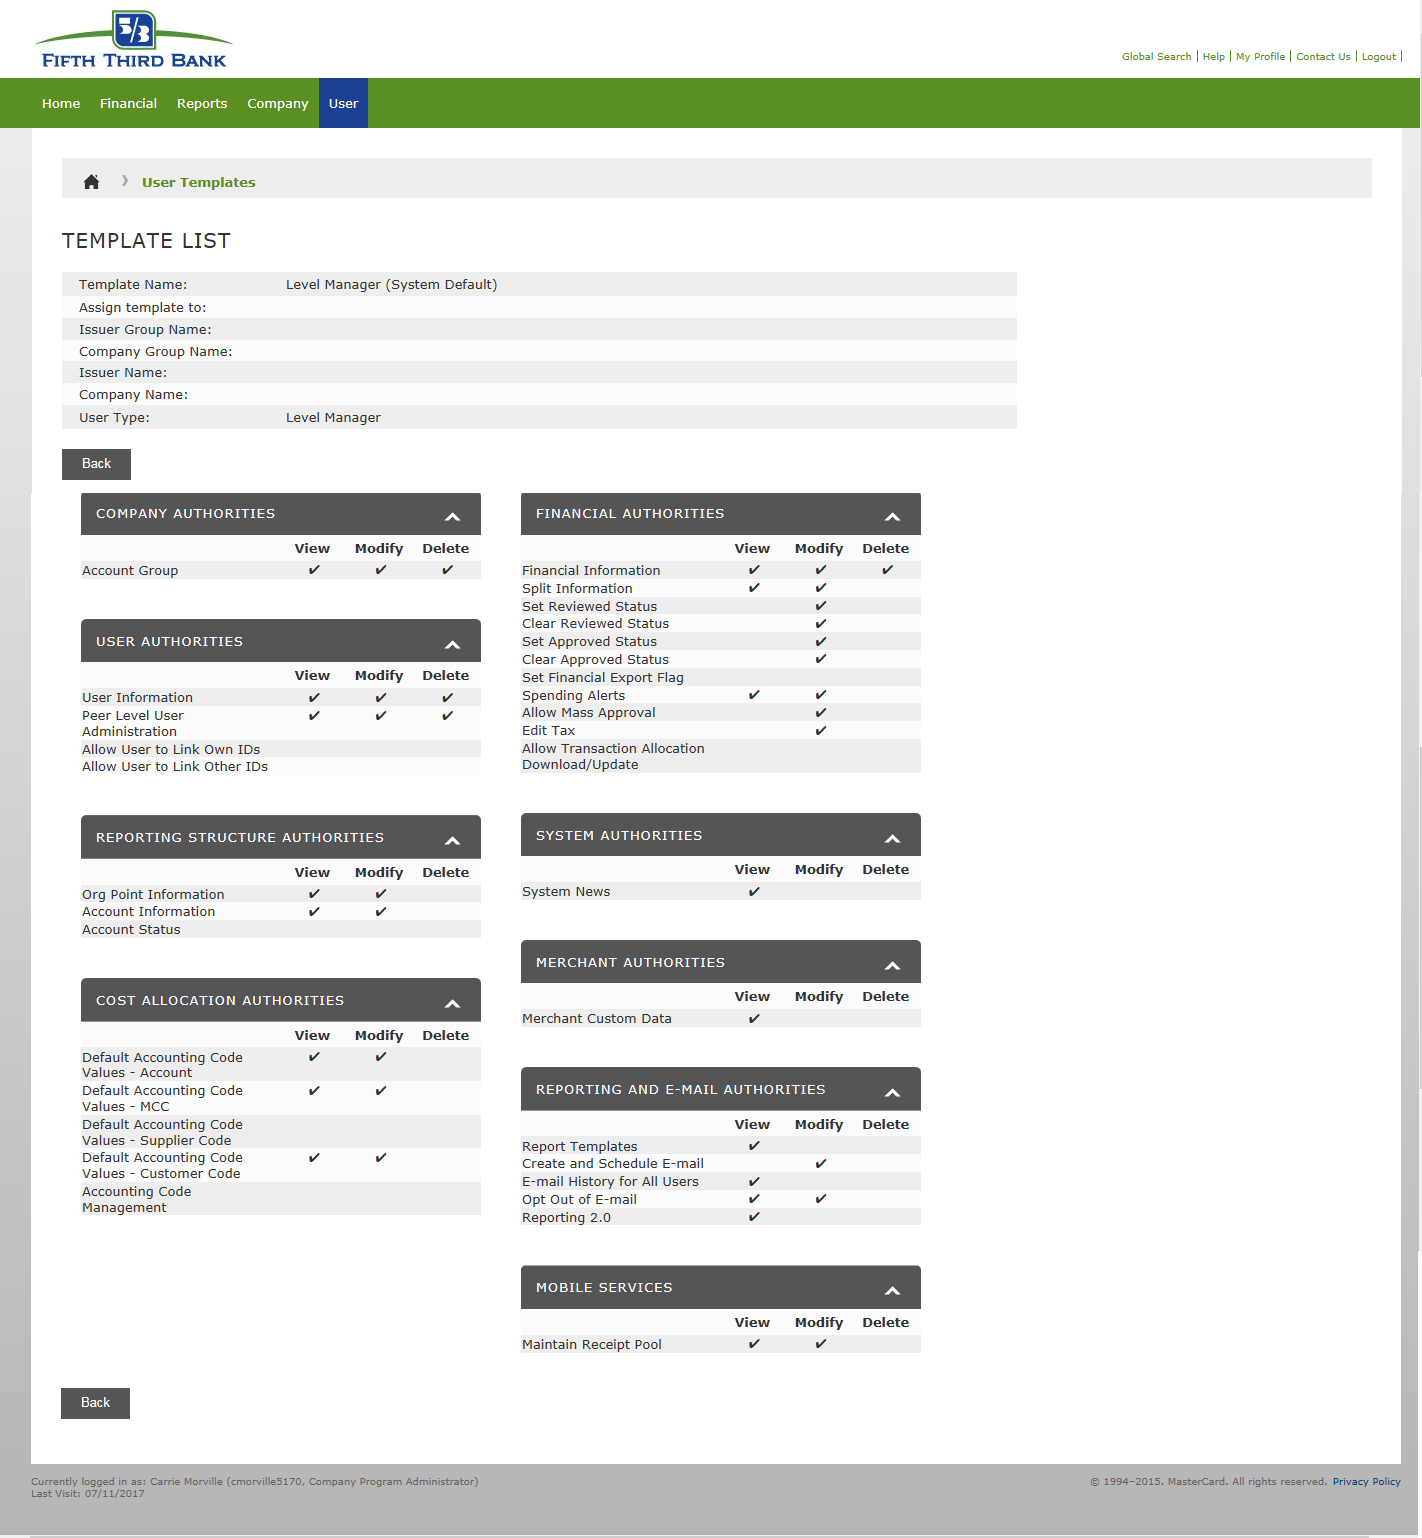 5/3
FIFTH THIRD BANK
Global Search | Help | My Profile | Contact Us | Logout |
Home Financial Reports Company User
› User Templates
TEMPLATE LIST
Template Name: Level Manager (System Default)
Assign template to:
Issuer Group Name:
Company Group Name:
Issuer Name:
Company Name:
User Type: Level Manager
Back
COMPANY AUTHORITIES
View Modify Delete
Account Group ✔ ✔ ✔
USER AUTHORITIES
View Modify Delete
User Information ✔ ✔ ✔
Peer Level User ✔ ✔ ✔
Administration
Allow User to Link Own IDs
Allow User to Link Other IDs
REPORTING STRUCTURE AUTHORITIES
View Modify Delete
Org Point Information ✔ ✔
Account Information ✔ ✔
Account Status
COST ALLOCATION AUTHORITIES
View Modify Delete
Default Accounting Code ✔ ✔
Values - Account
Default Accounting Code ✔ ✔
Values - MCC
Default Accounting Code
Values - Supplier Code
Default Accounting Code ✔ ✔
Values - Customer Code
Accounting Code
Management
FINANCIAL AUTHORITIES
View Modify Delete
Financial Information ✔ ✔ ✔
Split Information ✔ ✔
Set Reviewed Status ✔
Clear Reviewed Status ✔
Set Approved Status ✔
Clear Approved Status ✔
Set Financial Export Flag
Spending Alerts ✔ ✔
Allow Mass Approval ✔
Edit Tax ✔
Allow Transaction Allocation
Download/Update
SYSTEM AUTHORITIES
View Modify Delete
System News ✔
MERCHANT AUTHORITIES
View Modify Delete
Merchant Custom Data ✔
REPORTING AND E-MAIL AUTHORITIES
View Modify Delete
Report Templates ✔
Create and Schedule E-mail ✔
E-mail History for All Users ✔
Opt Out of E-mail ✔ ✔
Reporting 2.0 ✔
MOBILE SERVICES
View Modify Delete
Maintain Receipt Pool ✔ ✔
Back
Currently logged in as: Carrie Morville (cmorville5170, Company Program Administrator)
Last Visit: 07/11/2017
© 1994–2015. MasterCard. All rights reserved. Privacy Policy